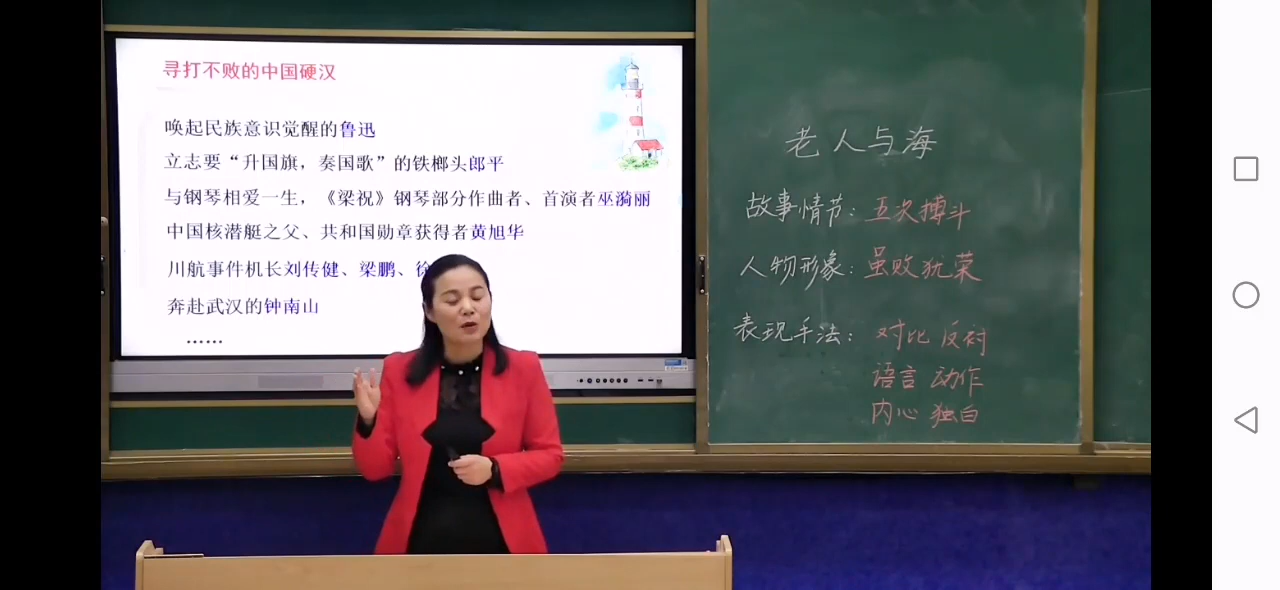 寻打不败的中国硬汉
唤起民族意识觉醒的鲁迅
立志要“升国旗，奏国歌”的铁榔头郎平
与钢琴相爱一生，《梁祝》钢琴部分作曲者、首演者巫漪丽
中国核潜艇之父、共和国勋章获得者黄旭华
川航事件机长刘传健、梁鹏、徐
奔赴武汉的钟南山
……
老人与海
故事情节：五次搏斗
人物形象：虽败犹荣
表现手法：对比 反衬
语言 动作
内心 独白